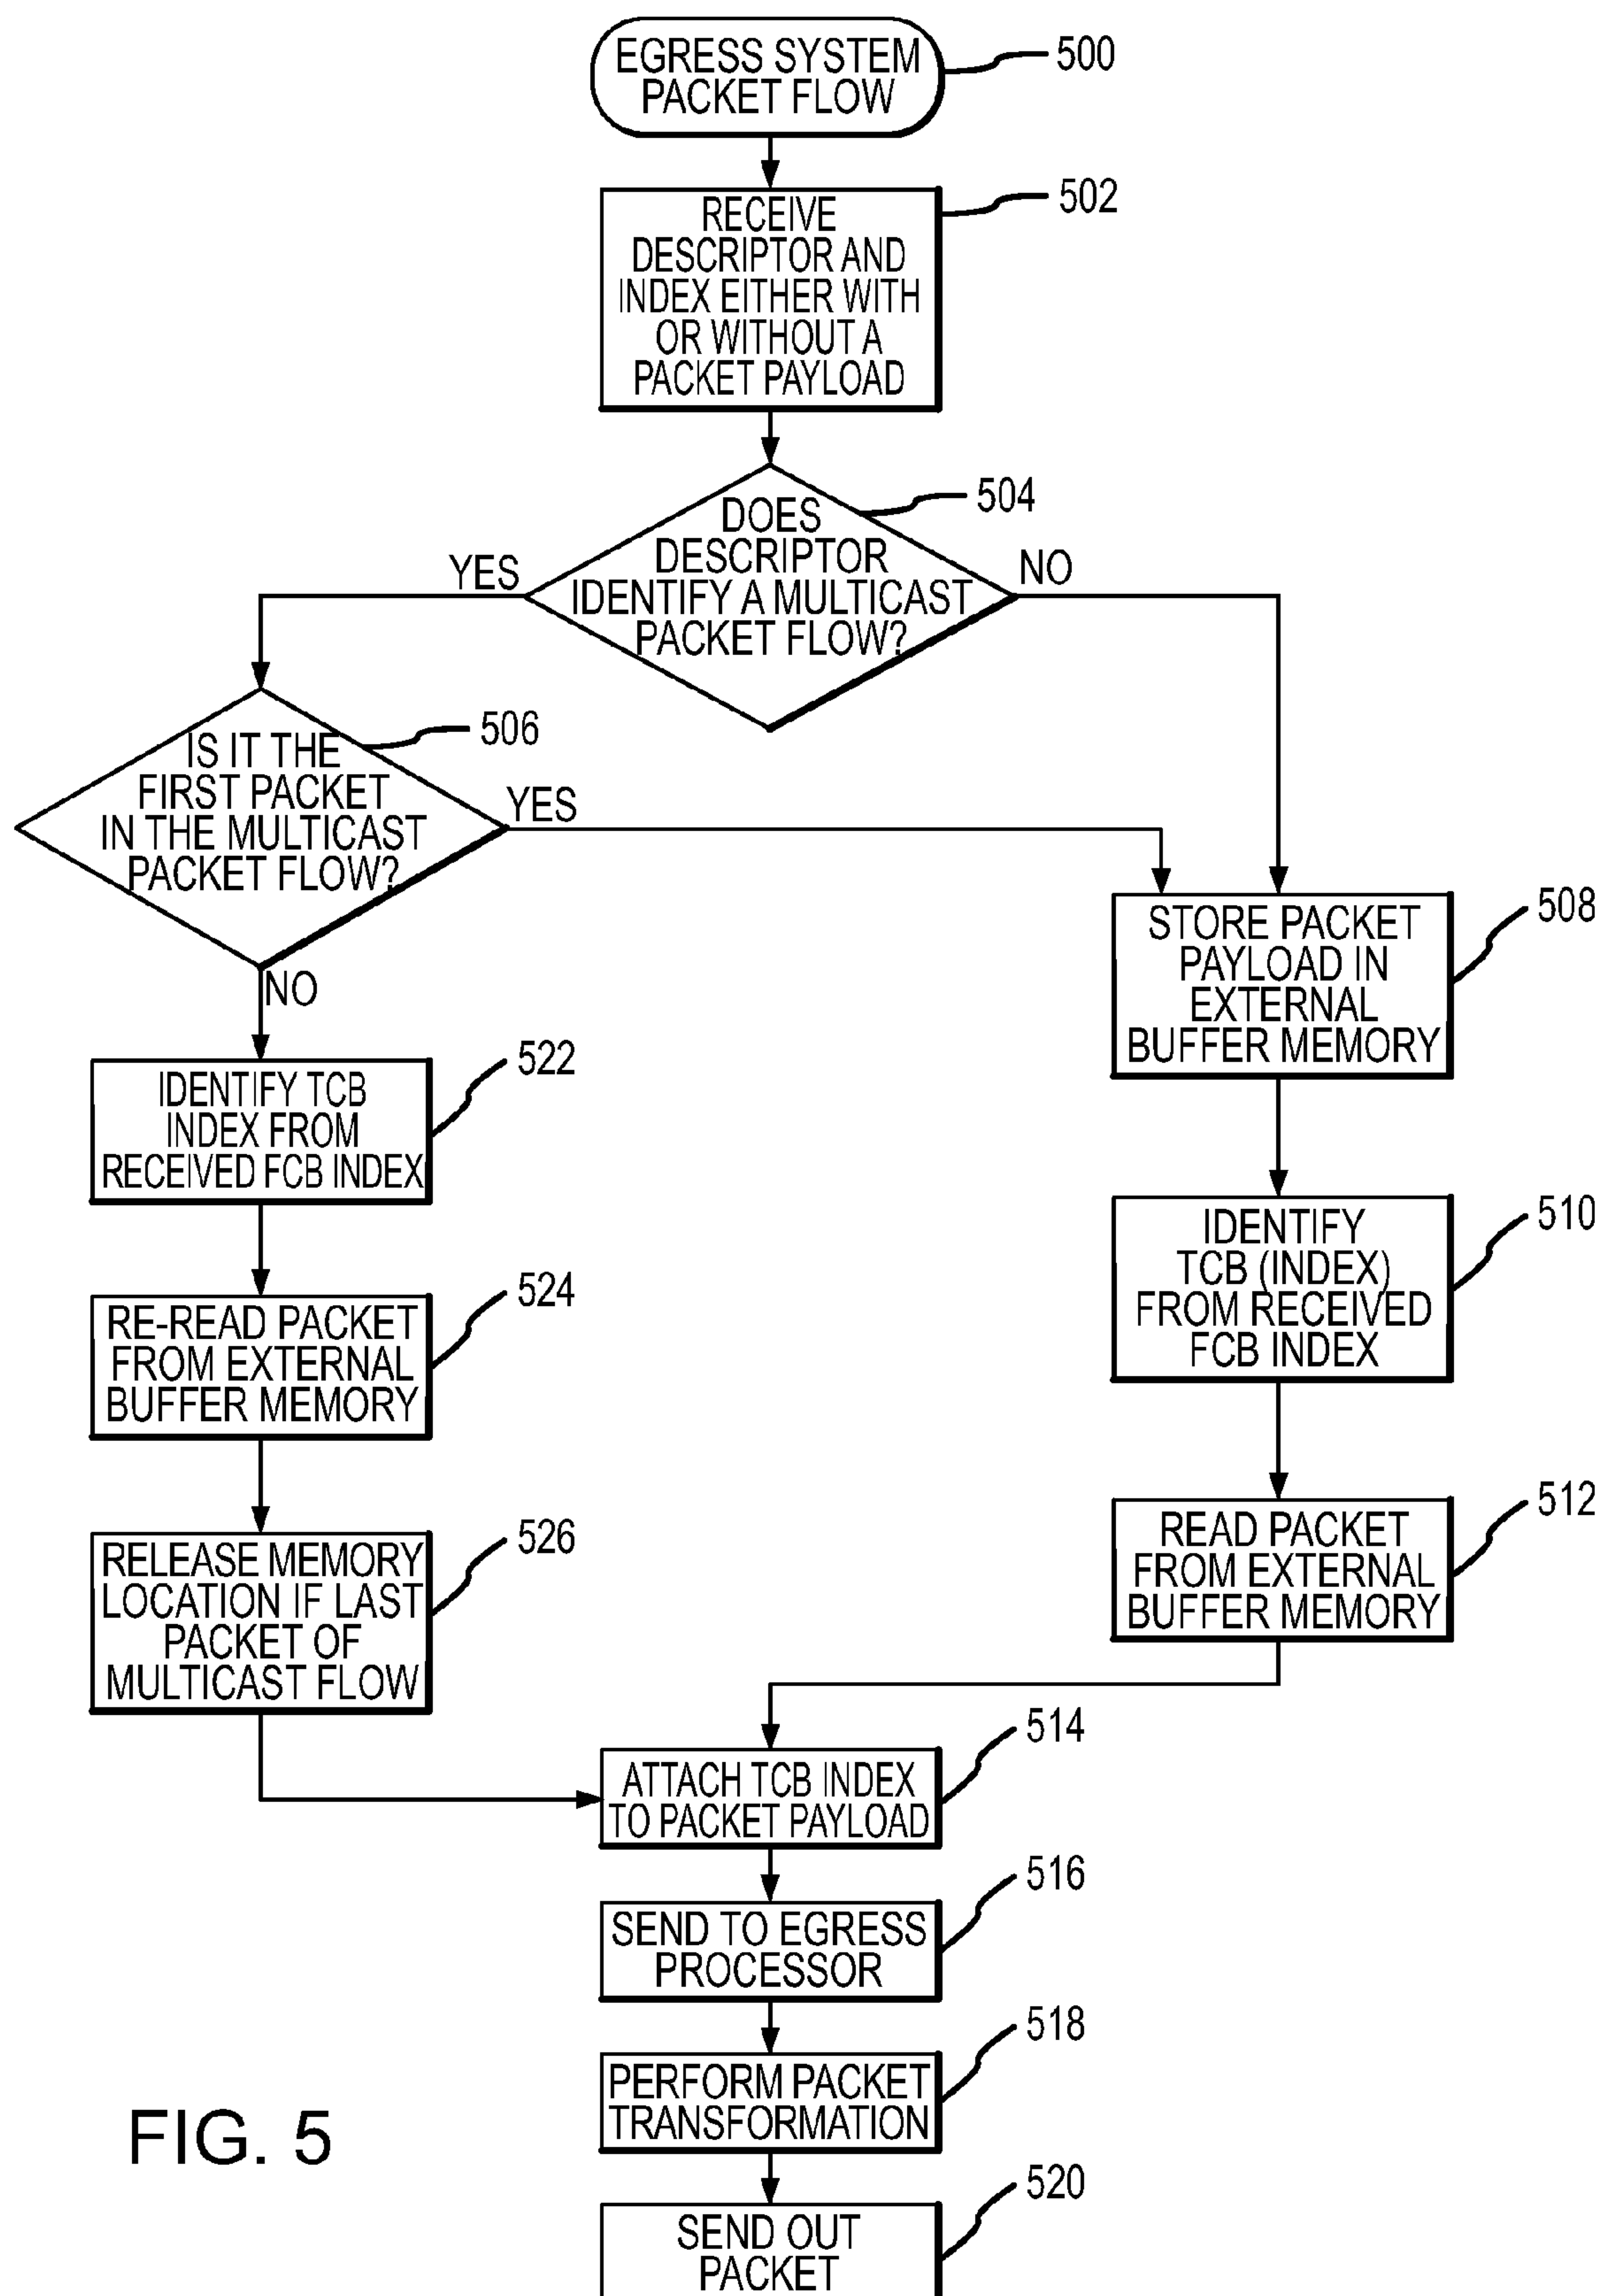 EGRESS SYSTEM
PACKET FLOW
500
RECEIVE
DESCRIPTOR AND
INDEX EITHER WITH
OR WITHOUT A
PACKET PAYLOAD
502
DOES
DESCRIPTOR
IDENTIFY A MULTICAST
PACKET FLOW?
504
YES
NO
IS IT THE
FIRST PACKET
IN THE MULTICAST
PACKET FLOW?
506
YES
NO
STORE PACKET
PAYLOAD IN
EXTERNAL
BUFFER MEMORY
508
IDENTIFY TCB
INDEX FROM
RECEIVED FCB INDEX
522
IDENTIFY
TCB (INDEX)
FROM RECEIVED
FCB INDEX
510
RE-READ PACKET
FROM EXTERNAL
BUFFER MEMORY
524
READ PACKET
FROM EXTERNAL
BUFFER MEMORY
512
RELEASE MEMORY
LOCATION IF LAST
PACKET OF
MULTICAST FLOW
526
ATTACH TCB INDEX
TO PACKET PAYLOAD
514
SEND TO EGRESS
PROCESSOR
516
PERFORM PACKET
TRANSFORMATION
518
SEND OUT
PACKET
520
FIG. 5